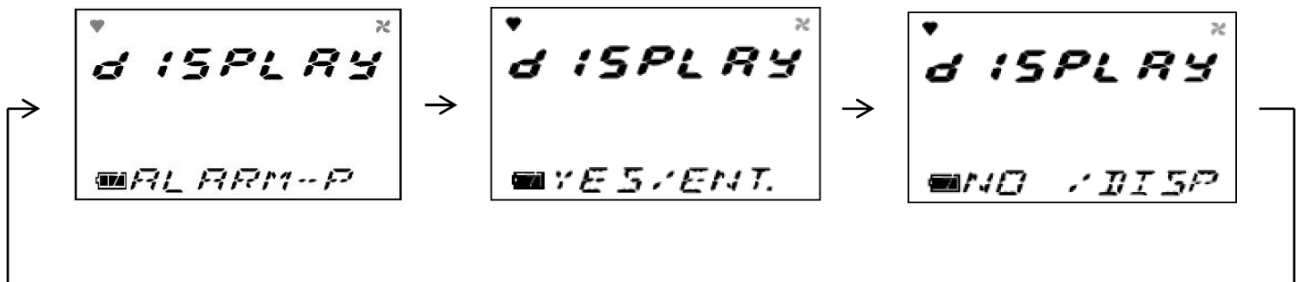 dISPLAY
ALARM-P
dISPLAY
YES/ENT.
dISPLAY
NO /DISP